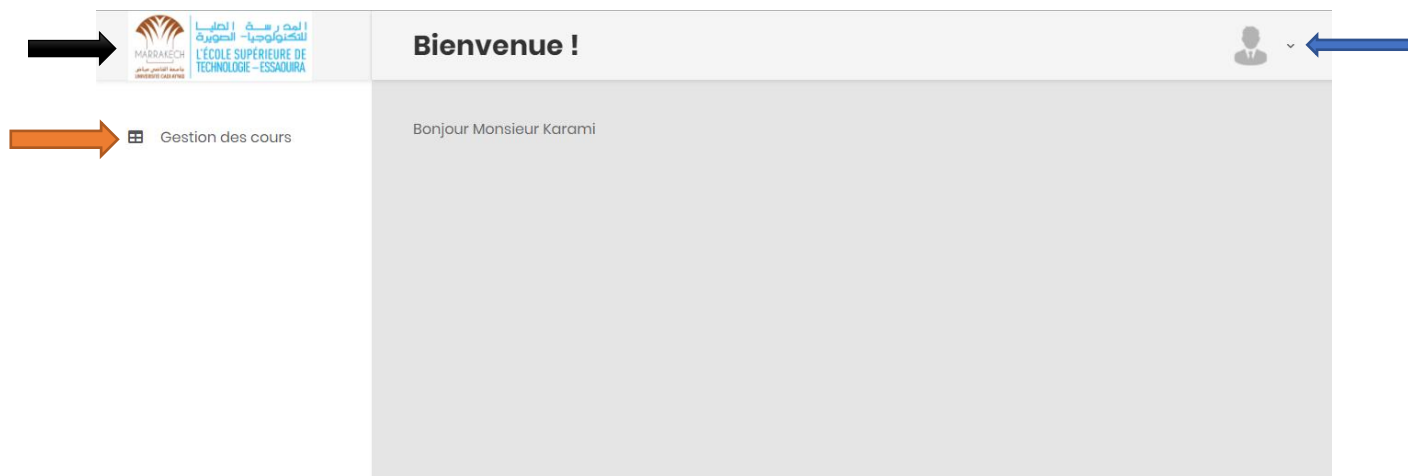 المدرسة العليا
للتكنولوجيا - الصويرة
MARRAKECH
L'ÉCOLE SUPÉRIEURE DE
TECHNOLOGIE – ESSAOUIRA
UNIVERSITÉ CADI AYYAD
Bienvenue !
Gestion des cours
Bonjour Monsieur Karami